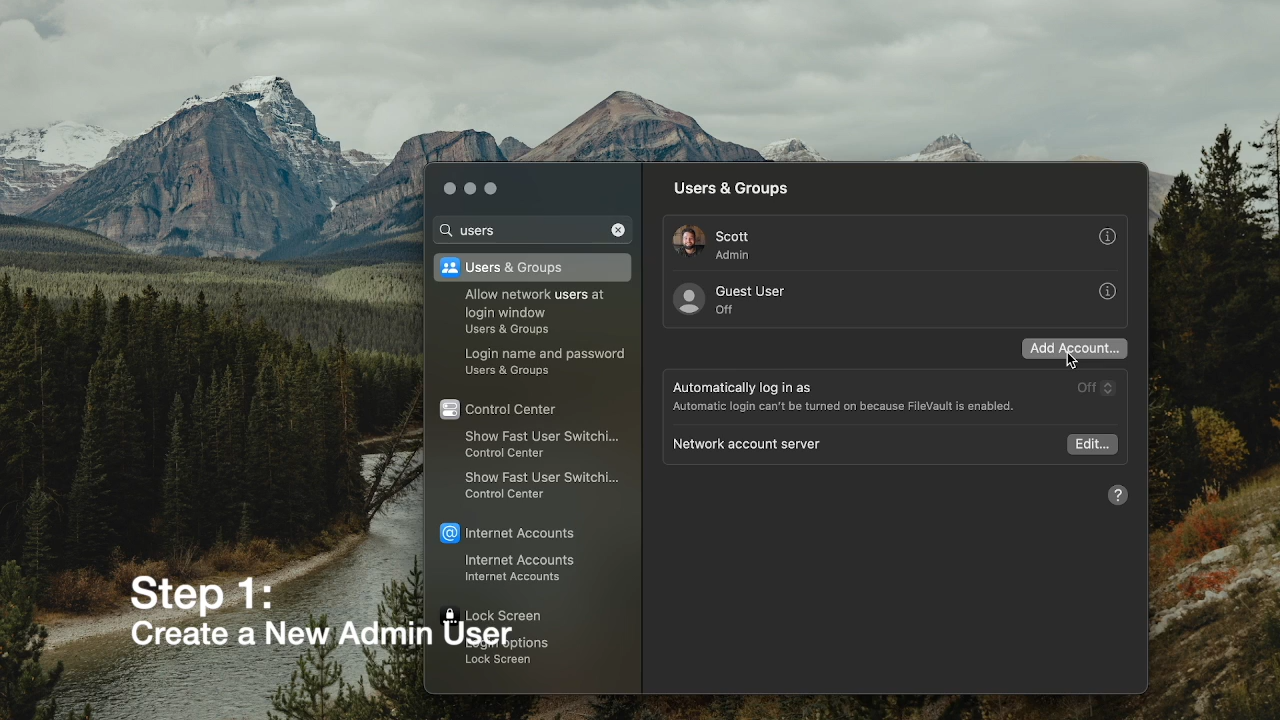 users
Users & Groups
Allow network users at
login window
Users & Groups
Login name and password
Users & Groups
Control Center
Show Fast User Switchi...
Control Center
Show Fast User Switchi...
Control Center
Internet Accounts
Internet Accounts
Internet Accounts
Lock Screen
Login options
Lock Screen
Users & Groups
Scott
Admin
Guest User
Off
Add Account...
Automatically log in as
Off
Automatic login can't be turned on because FileVault is enabled.
Network account server
Edit...
?
Step 1:
Create a New Admin User